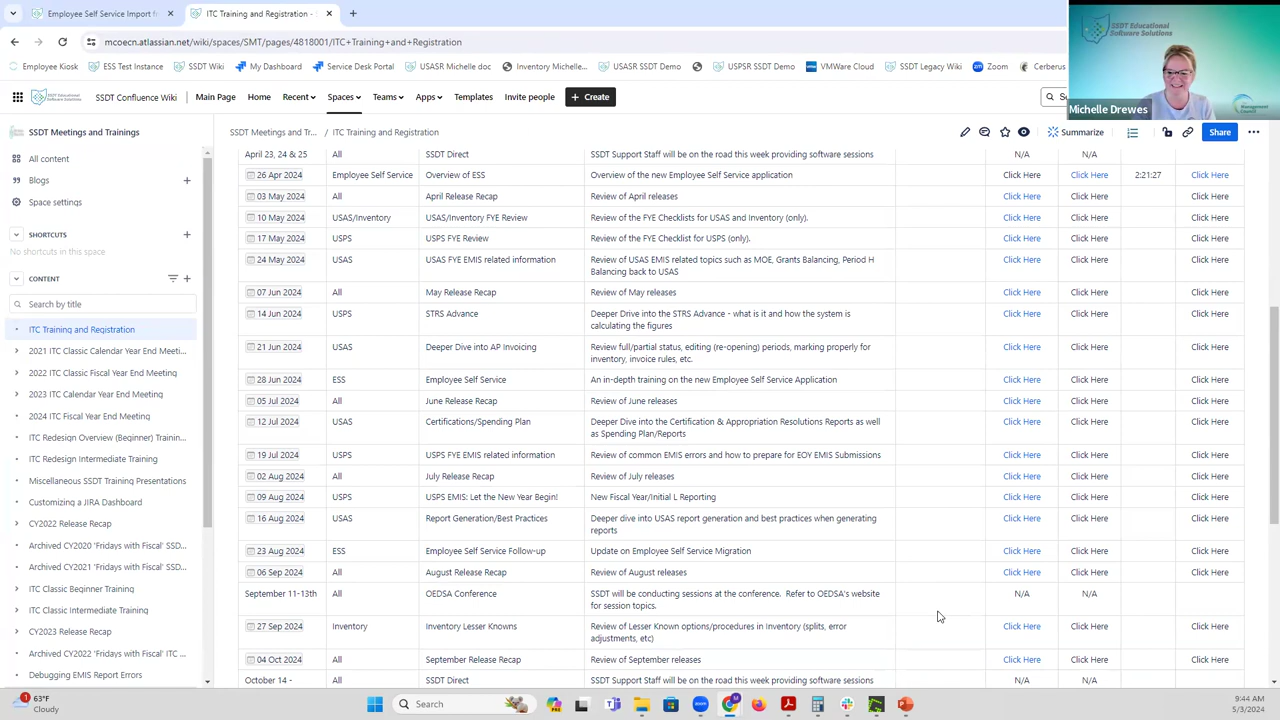 Employee Self Service Import fo
ITC Training and Registration -
mcoecn.atlassian.net/wiki/spaces/SMT/pages/4818001/ITC+Training+and+Registration
Employee Kiosk
ESS Test Instance
SSDT Wiki
My Dashboard
Service Desk Portal
USASR Michelle doc
Inventory Michelle...
USASR SSDT Demo
USPSR SSDT Demo
VMWare Cloud
SSDT Legacy Wiki
Zoom
Cerberus
SSDT Educational
Software Solutions
Michelle Drewes
Management
Council
SSDT Confluence Wiki
Main Page
Home
Recent
Spaces
Teams
Apps
Templates
Invite people
Create
SSDT Meetings and Trainings
All content
Blogs
Space settings
SHORTCUTS
No shortcuts in this space
CONTENT
Search by title
ITC Training and Registration
2021 ITC Classic Calendar Year End Meeti...
2022 ITC Classic Fiscal Year End Meeting
2023 ITC Calendar Year End Meeting
2024 ITC Fiscal Year End Meeting
ITC Redesign Overview (Beginner) Trainin...
ITC Redesign Intermediate Training
Miscellaneous SSDT Training Presentations
Customizing a JIRA Dashboard
CY2022 Release Recap
Archived CY2020 'Fridays with Fiscal' SSD...
Archived CY2021 'Fridays with Fiscal' SSD...
ITC Classic Beginner Training
ITC Classic Intermediate Training
CY2023 Release Recap
Archived CY2022 'Fridays with Fiscal' ITC ...
Debugging EMIS Report Errors
SSDT Meetings and Tr... / ITC Training and Registration
Summarize
Share
April 23, 24 & 25 All SSDT Direct SSDT Support Staff will be on the road this week providing software sessions N/A N/A
26 Apr 2024 Employee Self Service Overview of ESS Overview of the new Employee Self Service application Click Here Click Here 2:21:27 Click Here
03 May 2024 All April Release Recap Review of April releases Click Here Click Here Click Here
10 May 2024 USAS/Inventory USAS/Inventory FYE Review Review of the FYE Checklists for USAS and Inventory (only). Click Here Click Here Click Here
17 May 2024 USPS USPS FYE Review Review of the FYE Checklist for USPS (only). Click Here Click Here Click Here
24 May 2024 USAS USAS FYE EMIS related information Review of USAS EMIS related topics such as MOE, Grants Balancing, Period H Click Here Click Here Click Here
Balancing back to USAS
07 Jun 2024 All May Release Recap Review of May releases Click Here Click Here Click Here
14 Jun 2024 USPS STRS Advance Deeper Dive into the STRS Advance - what is it and how the system is Click Here Click Here Click Here
calculating the figures
21 Jun 2024 USAS Deeper Dive into AP Invoicing Review full/partial status, editing (re-opening) periods, marking properly for Click Here Click Here Click Here
inventory, invoice rules, etc.
28 Jun 2024 ESS Employee Self Service An in-depth training on the new Employee Self Service Application Click Here Click Here Click Here
05 Jul 2024 All June Release Recap Review of June releases Click Here Click Here Click Here
12 Jul 2024 USAS Certifications/Spending Plan Deeper Dive into the Certification & Appropriation Resolutions Reports as well Click Here Click Here Click Here
as Spending Plan/Reports
19 Jul 2024 USPS USPS FYE EMIS related information Review of common EMIS errors and how to prepare for EOY EMIS Submissions Click Here Click Here Click Here
02 Aug 2024 All July Release Recap Review of July releases Click Here Click Here Click Here
09 Aug 2024 USPS USPS EMIS: Let the New Year Begin! New Fiscal Year/Initial L Reporting Click Here Click Here Click Here
16 Aug 2024 USAS Report Generation/Best Practices Deeper dive into USAS report generation and best practices when generating Click Here Click Here Click Here
reports
23 Aug 2024 ESS Employee Self Service Follow-up Update on Employee Self Service Migration Click Here Click Here Click Here
06 Sep 2024 All August Release Recap Review of August releases Click Here Click Here Click Here
September 11-13th All OEDSA Conference SSDT will be conducting sessions at the conference. Refer to OEDSA's website N/A N/A
for session topics.
27 Sep 2024 Inventory Inventory Lesser Knowns Review of Lesser Known options/procedures in Inventory (splits, error Click Here Click Here Click Here
adjustments, etc)
04 Oct 2024 All September Release Recap Review of September releases Click Here Click Here Click Here
October 14 - All SSDT Direct SSDT Support Staff will be on the road this week providing software sessions N/A N/A
1
63°F
Cloudy
Search
9:44 AM
5/3/2024